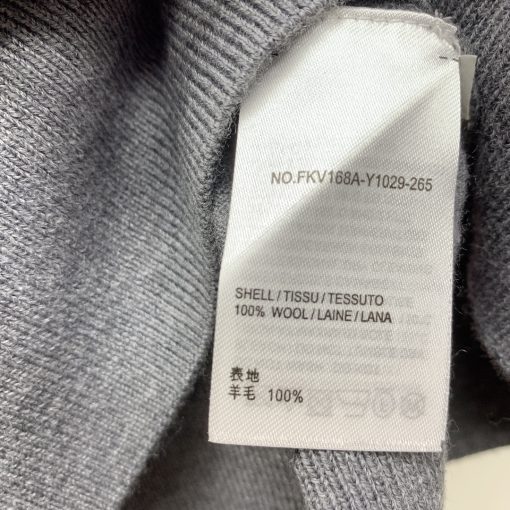 NO.FKV168A-Y1029-265
SHELL/TISSU/TESSUTO
100% WOOL/LAINE/LANA
表地
羊毛 100%